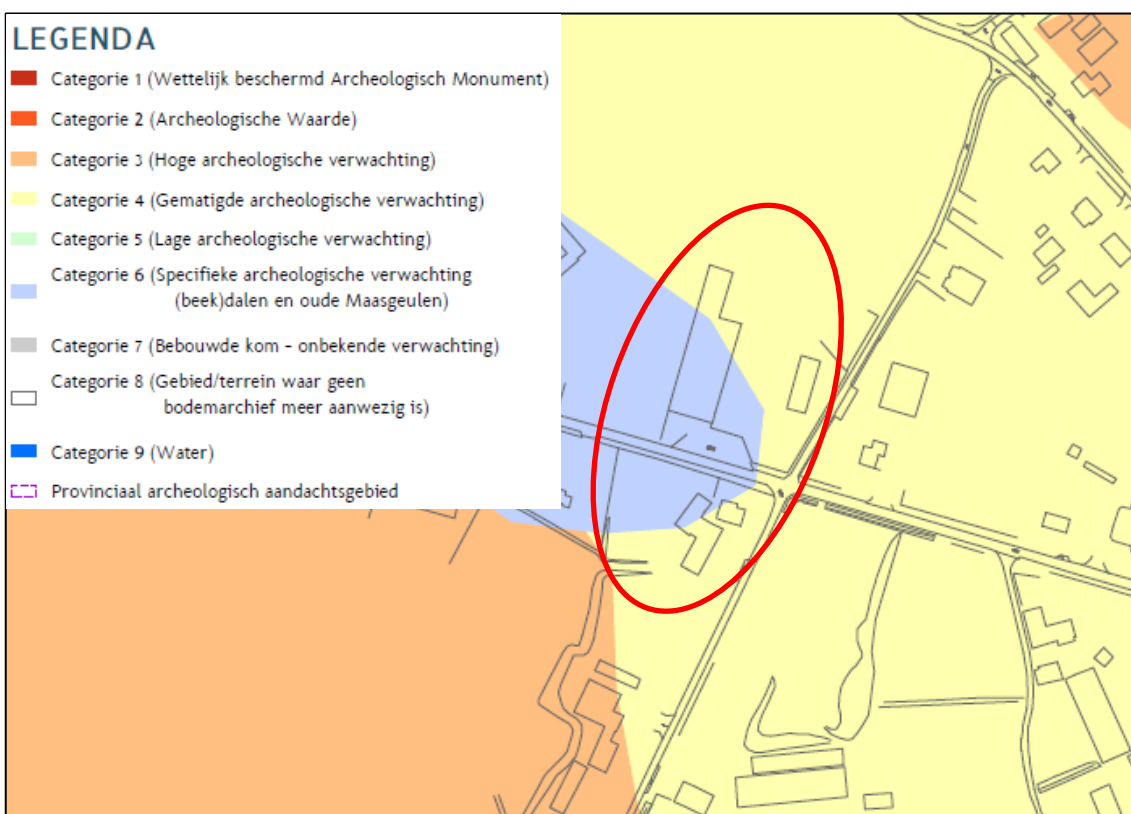 LEGENDA
Categorie 1 (Wettelijk beschermd Archeologisch Monument)
Categorie 2 (Archeologische Waarde)
Categorie 3 (Hoge archeologische verwachting)
Categorie 4 (Gematigde archeologische verwachting)
Categorie 5 (Lage archeologische verwachting)
Categorie 6 (Specifieke archeologische verwachting
(beek)dalen en oude Maasgeulen)
Categorie 7 (Bebouwde kom - onbekende verwachting)
Categorie 8 (Gebied/terrein waar geen
bodemarchief meer aanwezig is)
Categorie 9 (Water)
Provinciaal archeologisch aandachtsgebied